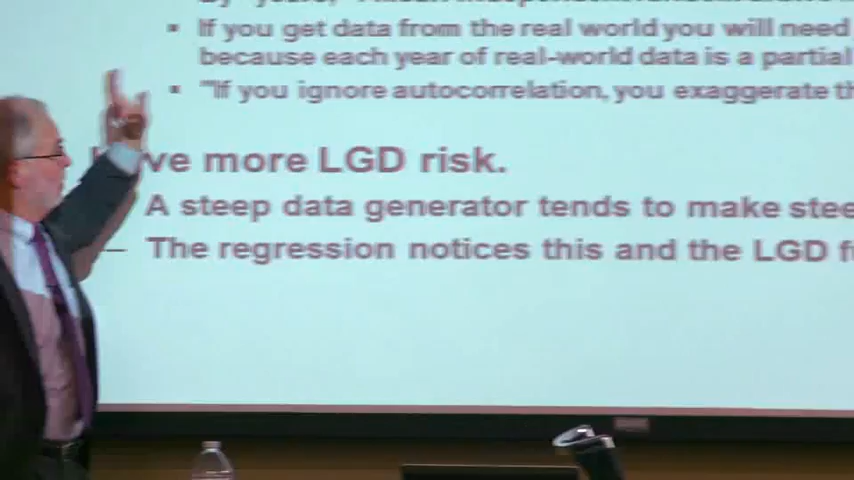 If you get data from the real world you will need
because each year of real-world data is a partial
"If you ignore autocorrelation, you exaggerate
ve more LGD risk.
A steep data generator tends to make
– The regression notices this and the LGD